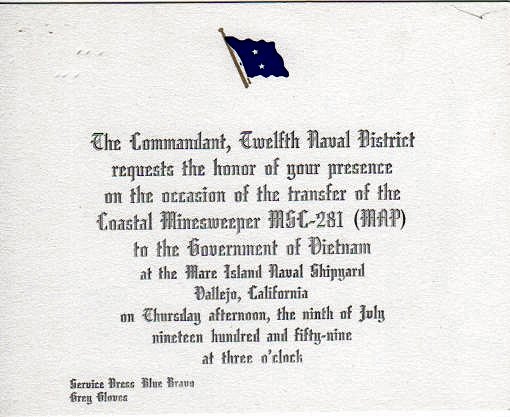 The Commandant, Twelfth Naval District
requests the honor of your presence
on the occasion of the transfer of the
Coastal Minesweeper MSC-281 (MAP)
to the Government of Vietnam
at the Mare Island Naval Shipyard
Vallejo, California
on Thursday afternoon, the ninth of July
nineteen hundred and fifty-nine
at three o'clock
Service Dress Blue Bravo
Grey Gloves